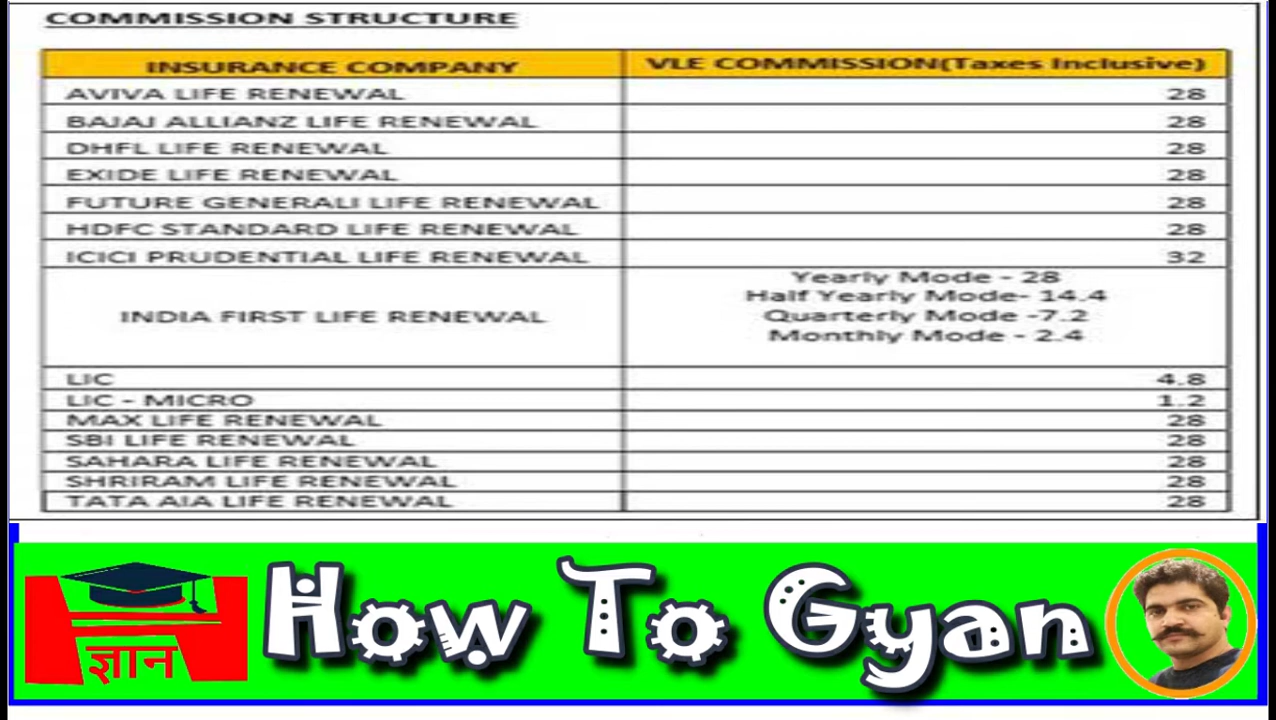 COMMISSION STRUCTURE
INSURANCE COMPANY VLE COMMISSION(Taxes Inclusive)
AVIVA LIFE RENEWAL 28
BAJAJ ALLIANZ LIFE RENEWAL 28
DHFL LIFE RENEWAL 28
EXIDE LIFE RENEWAL 28
FUTURE GENERALI LIFE RENEWAL 28
HDFC STANDARD LIFE RENEWAL 28
ICICI PRUDENTIAL LIFE RENEWAL 32
INDIA FIRST LIFE RENEWAL
Yearly Mode - 28
Half Yearly Mode- 14.4
Quarterly Mode -7.2
Monthly Mode - 2.4
LIC 4.8
LIC - MICRO 1.2
MAX LIFE RENEWAL 28
SBI LIFE RENEWAL 28
SAHARA LIFE RENEWAL 28
SHRIRAM LIFE RENEWAL 28
TATA AIA LIFE RENEWAL 28
H
ज्ञान
How To Gyan